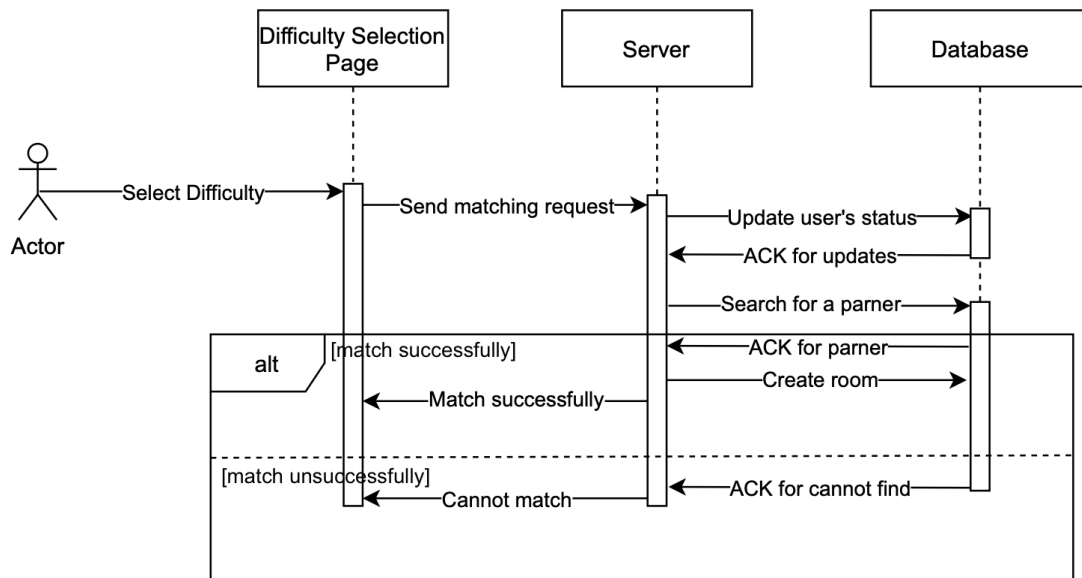 Difficulty Selection
Page
Server
Database
Actor
Select Difficulty
Send matching request
Update user's status
ACK for updates
Search for a parner
alt
[match successfully]
ACK for parner
Create room
Match successfully
[match unsuccessfully]
ACK for cannot find
Cannot match